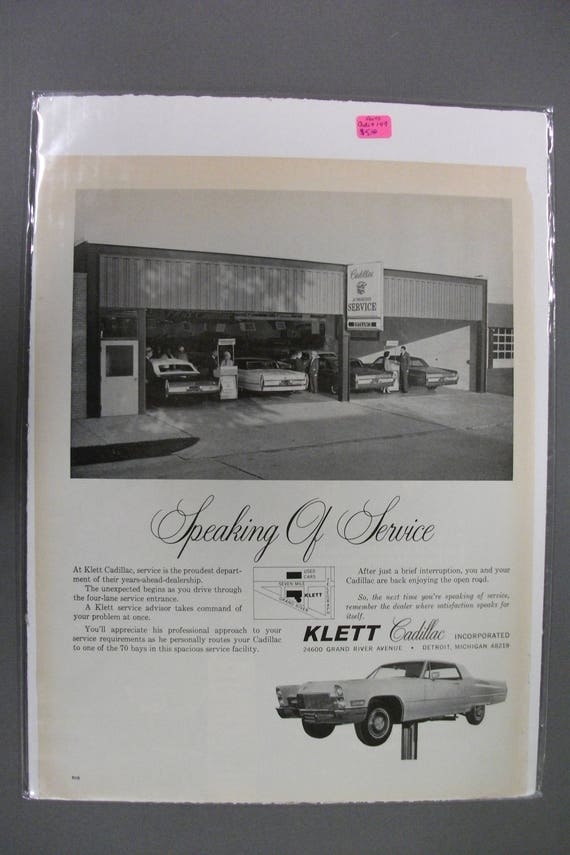 $5.00
Cadillac
AUTHORIZED
SERVICE
ENTRANCE
Speaking Of Service
At Klett Cadillac, service is the proudest depart-
ment of their years-ahead-dealership.
The unexpected begins as you drive through
the four-lane service entrance.
A Klett service advisor takes command of
your problem at once.
You'll appreciate his professional approach to your
service requirements as he personally routes your Cadillac
to one of the 70 bays in this spacious service facility.
USED
CARS
SEVEN MILE
KLETT
GRAND RIVER
After just a brief interruption, you and your
Cadillac are back enjoying the open road.
So, the next time you're speaking of service,
remember the dealer where satisfaction speaks for
itself.
KLETT Cadillac INCORPORATED
24600 GRAND RIVER AVENUE • DETROIT, MICHIGAN 48219